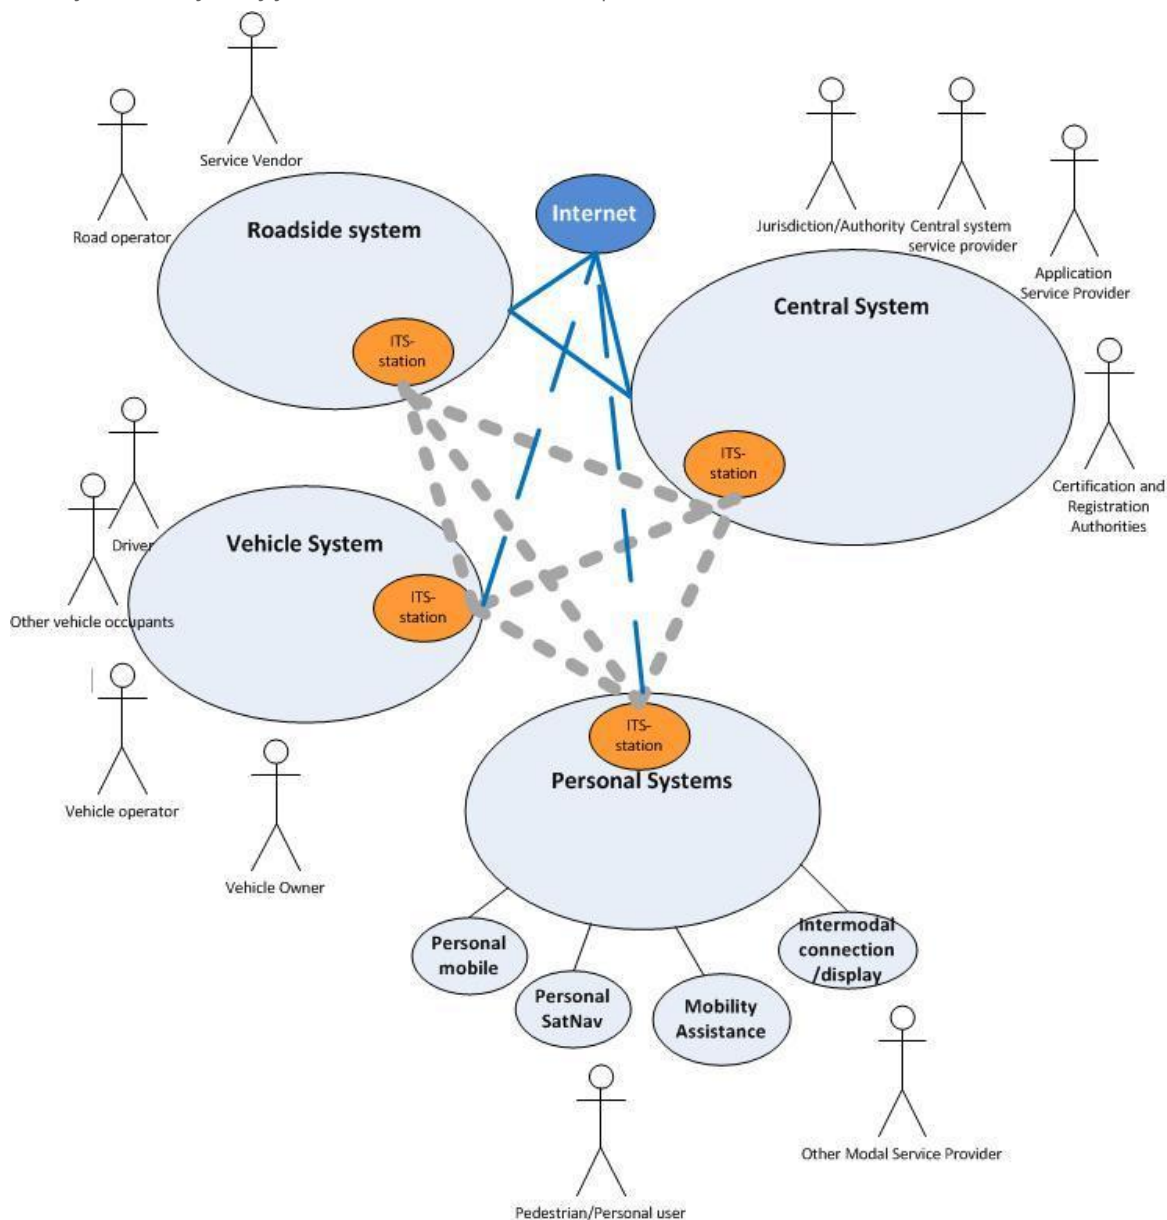 Service Vendor
Road operator
Roadside system
ITS-
station
Internet
Jurisdiction/Authority
Central system
service provider
Application
Service Provider
Central System
ITS-
station
Certification and
Registration
Authorities
Driver
Other vehicle occupants
Vehicle System
ITS-
station
Vehicle operator
Vehicle Owner
ITS-
station
Personal Systems
Personal
mobile
Personal
SatNav
Mobility
Assistance
Intermodal
connection
/display
Other Modal Service Provider
Pedestrian/Personal user